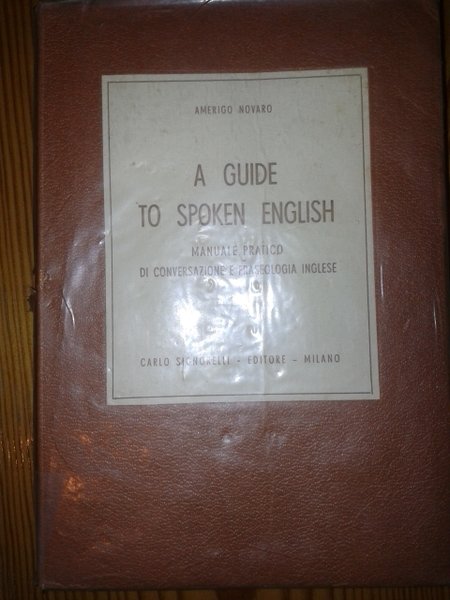 AMERIGO NOVARO
A GUIDE
TO SPOKEN ENGLISH
MANUALE PRATICO
DI CONVERSAZIONE E FRASEOLOGIA INGLESE
CARLO SIGNORELLI - EDITORE - MILANO